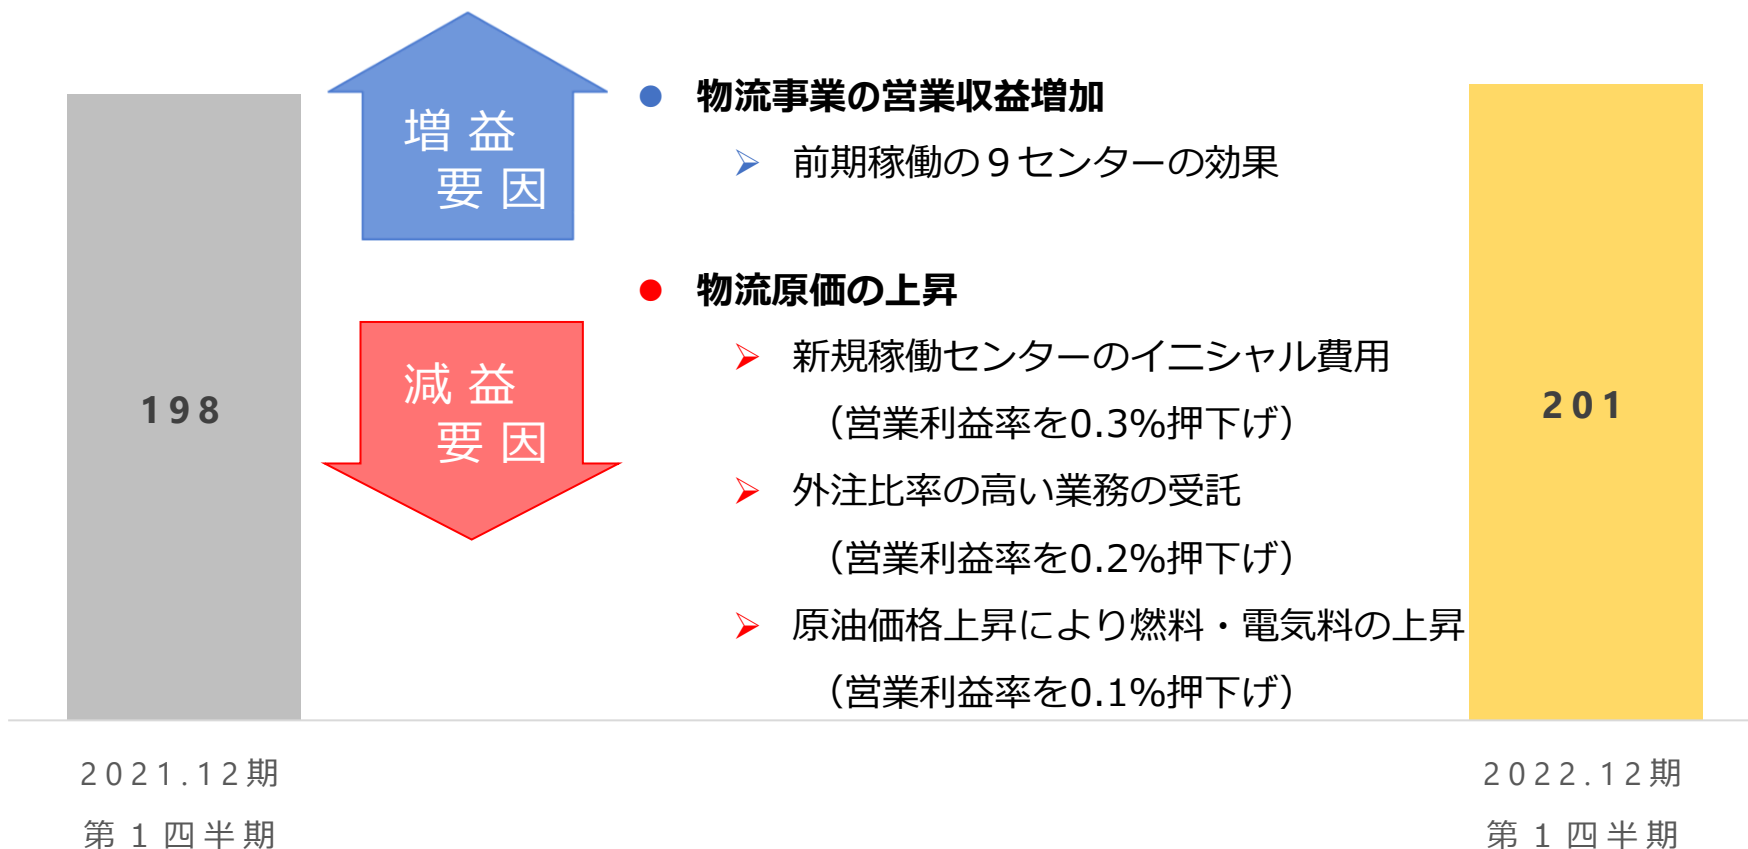 増益
要因
物流事業の営業収益増加
前期稼働の９センターの効果
物流原価の上昇
新規稼働センターのイニシャル費用
（営業利益率を0.3%押下げ）
外注比率の高い業務の受託
（営業利益率を0.2%押下げ）
原油価格上昇により燃料・電気料の上昇
（営業利益率を0.1%押下げ）
減益
要因
198
201
2021.12期
第1四半期
2022.12期
第1四半期